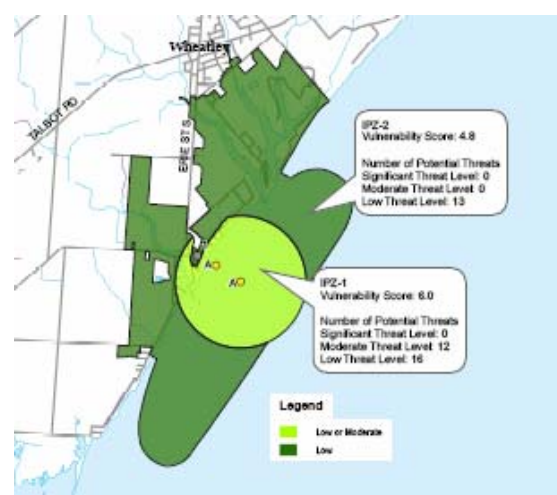 Wheatley
TALBOT RD
ERIE ST S
IPZ-2
Vulnerability Score: 4.8
Number of Potential Threats
Significant Threat Level: 0
Moderate Threat Level: 0
Low Threat Level: 13
A
A
IPZ-1
Vulnerability Score: 6.0
Number of Potential Threats
Significant Threat Level: 0
Moderate Threat Level: 12
Low Threat Level: 16
Legend
Low or Moderate
Low